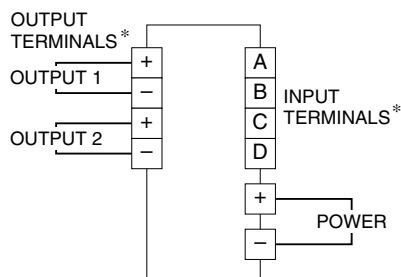 OUTPUT
TERMINALS*
OUTPUT 1
+
−
OUTPUT 2
+
−
A
B
C
D
INPUT
TERMINALS*
+
−
POWER